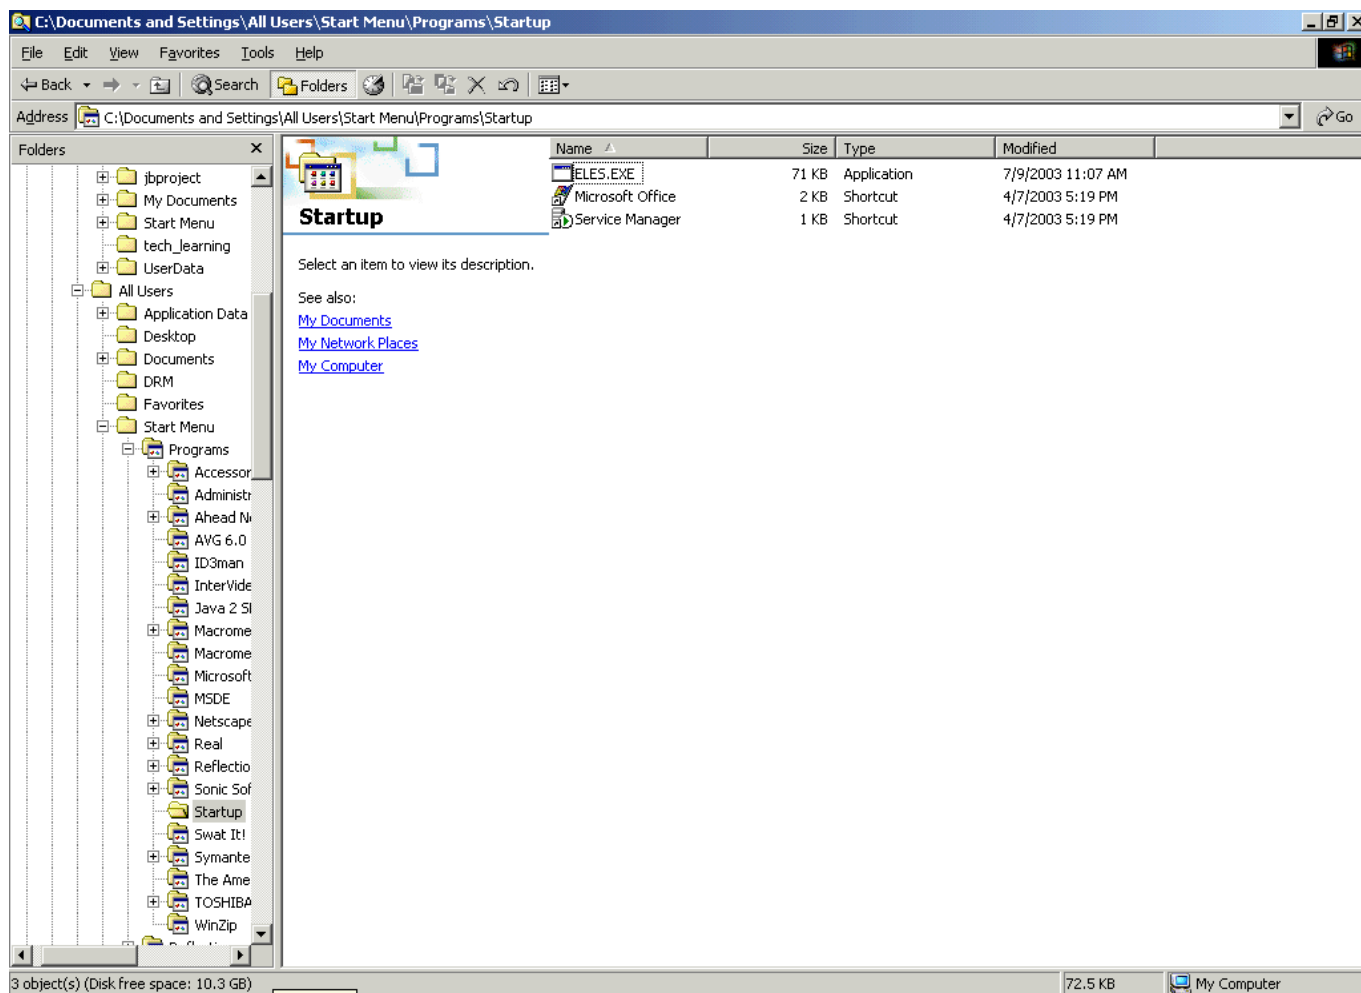 C:\Documents and Settings\All Users\Start Menu\Programs\Startup
File Edit View Favorites Tools Help
Back Search Folders
Address C:\Documents and Settings\All Users\Start Menu\Programs\Startup Go
Folders
jbproject
My Documents
Start Menu
tech_learning
UserData
All Users
Application Data
Desktop
Documents
DRM
Favorites
Start Menu
Programs
Accessor
Administr
Ahead Ne
AVG 6.0
ID3man
InterVide
Java 2 Sl
Macrome
Macrome
Microsoft
MSDE
Netscape
Real
Reflectio
Sonic Sof
Startup
Swat It!
Symante
The Ame
TOSHIBA
WinZip
Startup
Select an item to view its description.
See also:
My Documents
My Network Places
My Computer
Name Size Type Modified
ELES.EXE 71 KB Application 7/9/2003 11:07 AM
Microsoft Office 2 KB Shortcut 4/7/2003 5:19 PM
Service Manager 1 KB Shortcut 4/7/2003 5:19 PM
3 object(s) (Disk free space: 10.3 GB) 72.5 KB My Computer